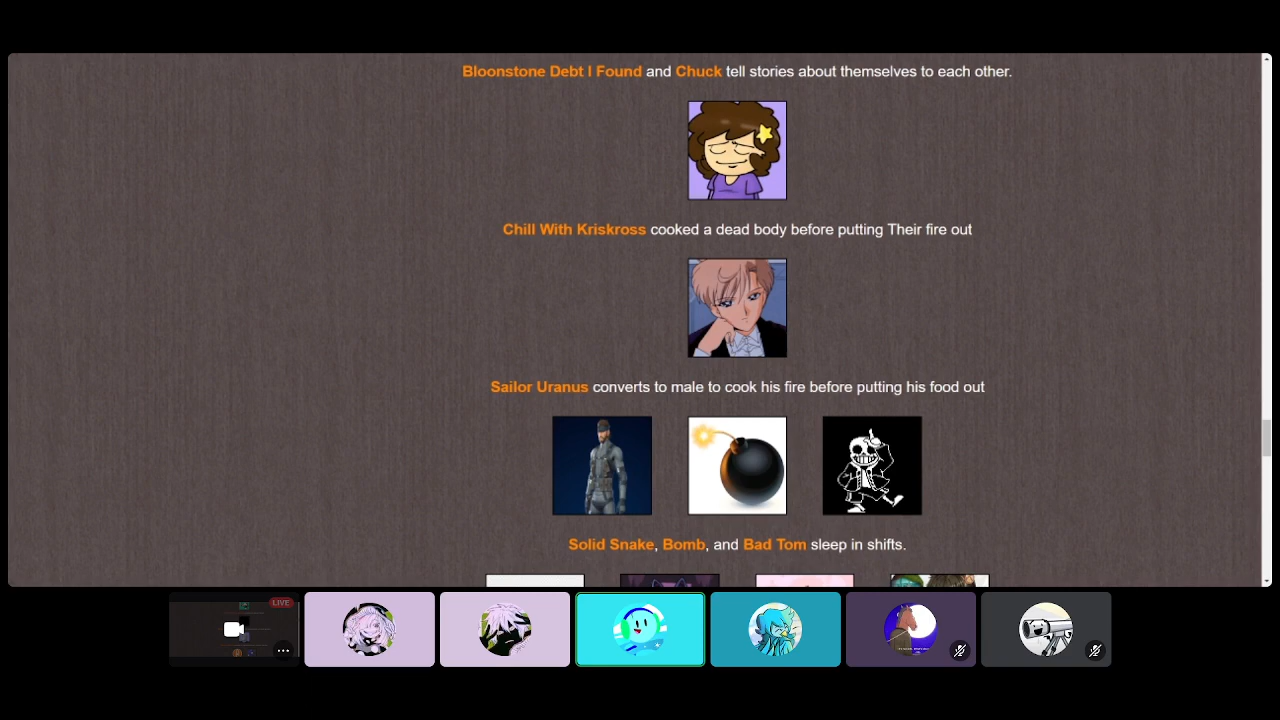 Bloonstone Debt I Found and Chuck tell stories about themselves to each other.
Chill With Kriskross cooked a dead body before putting Their fire out
Sailor Uranus converts to male to cook his fire before putting his food out
Solid Snake, Bomb, and Bad Tom sleep in shifts.
LIVE